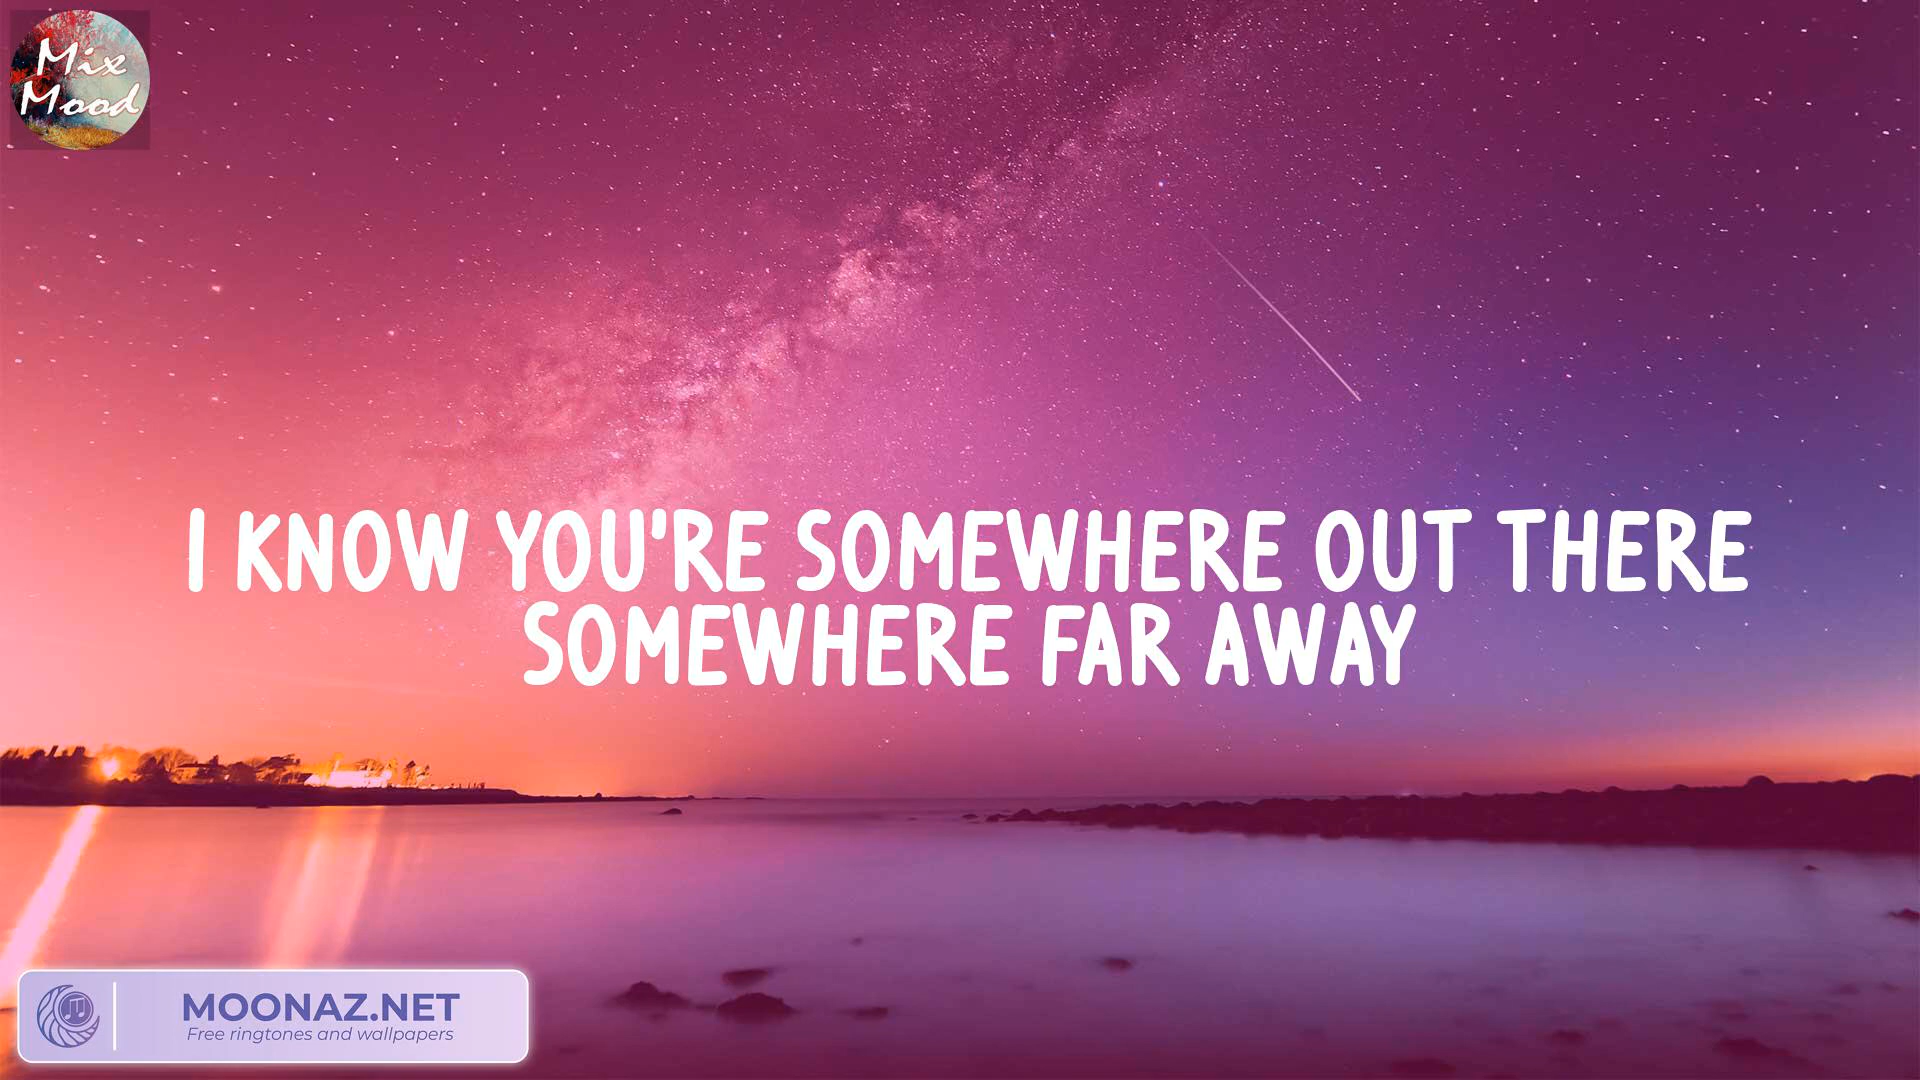 Mix
Mood
I KNOW YOU'RE SOMEWHERE OUT THERE
SOMEWHERE FAR AWAY
MOONAZ.NET
Free ringtones and wallpapers